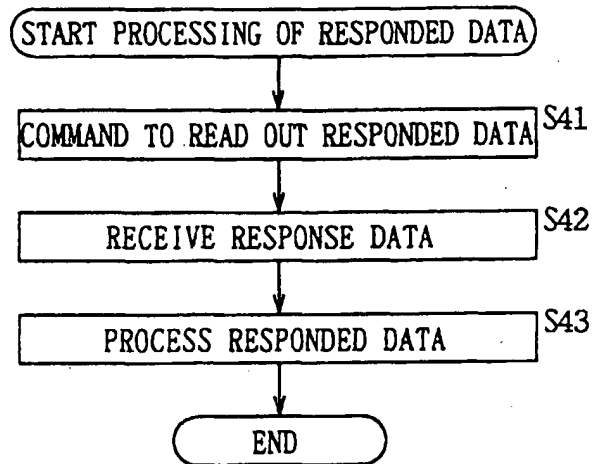 START PROCESSING OF RESPONDED DATA
COMMAND TO READ OUT RESPONDED DATA
S41
RECEIVE RESPONSE DATA
S42
PROCESS RESPONDED DATA
S43
END